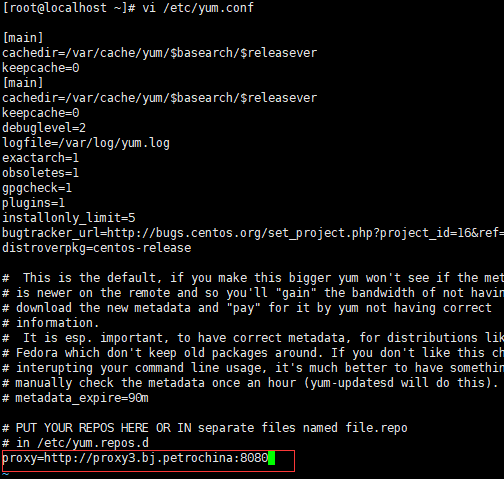 [root@localhost ~]# vi /etc/yum.conf
[main]
cachedir=/var/cache/yum/$basearch/$releasever
keepcache=0
[main]
cachedir=/var/cache/yum/$basearch/$releasever
keepcache=0
debuglevel=2
logfile=/var/log/yum.log
exactarch=1
obsoletes=1
gpgcheck=1
plugins=1
installonly_limit=5
bugtracker_url=http://bugs.centos.org/set_project.php?project_id=16&ref=
distroverpkg=centos-release
#  This is the default, if you make this bigger yum won't see if the met
# is newer on the remote and so you'll "gain" the bandwidth of not havin
# download the new metadata and "pay" for it by yum not having correct
# information.
#  It is esp. important, to have correct metadata, for distributions lik
# Fedora which don't keep old packages around. If you don't like this ch
# interupting your command line usage, it's much better to have somethin
# manually check the metadata once an hour (yum-updatesd will do this).
# metadata_expire=90m
# PUT YOUR REPOS HERE OR IN separate files named file.repo
# in /etc/yum.repos.d
proxy=http://proxy3.bj.petrochina:8080
~